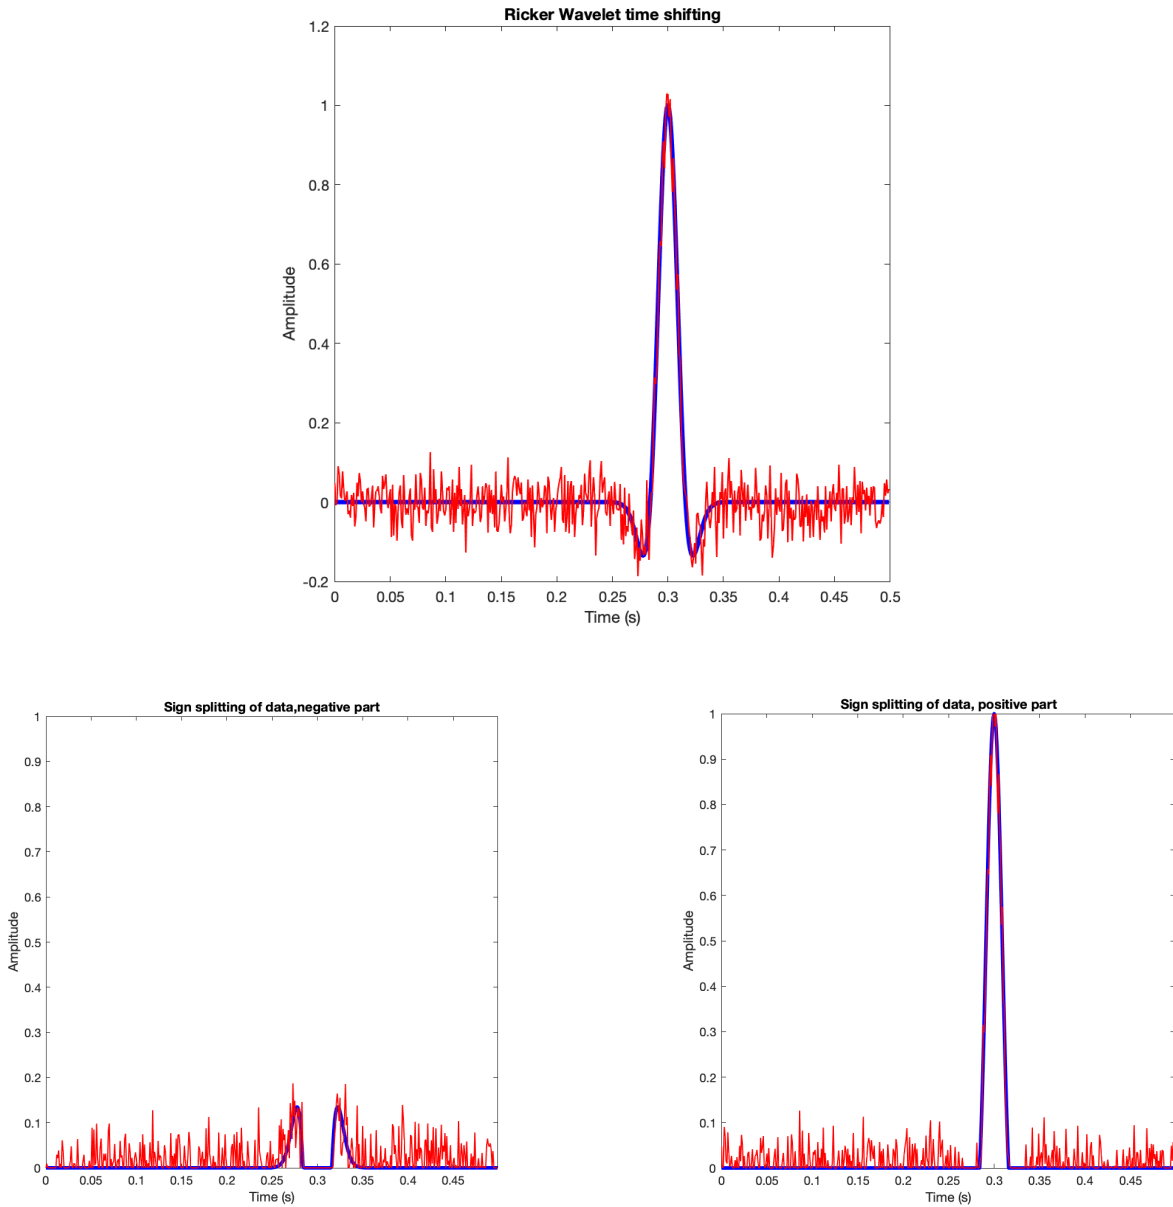 Ricker Wavelet time shifting
1.2
1
0.8
0.6
0.4
0.2
0
-0.2
Amplitude
0 0.05 0.1 0.15 0.2 0.25 0.3 0.35 0.4 0.45 0.5
Time (s)
Sign splitting of data,negative part
1
0.9
0.8
0.7
0.6
0.5
0.4
0.3
0.2
0.1
0
Amplitude
0 0.05 0.1 0.15 0.2 0.25 0.3 0.35 0.4 0.45
Time (s)
Sign splitting of data, positive part
1
0.9
0.8
0.7
0.6
0.5
0.4
0.3
0.2
0.1
0
Amplitude
0 0.05 0.1 0.15 0.2 0.25 0.3 0.35 0.4 0.45
Time (s)